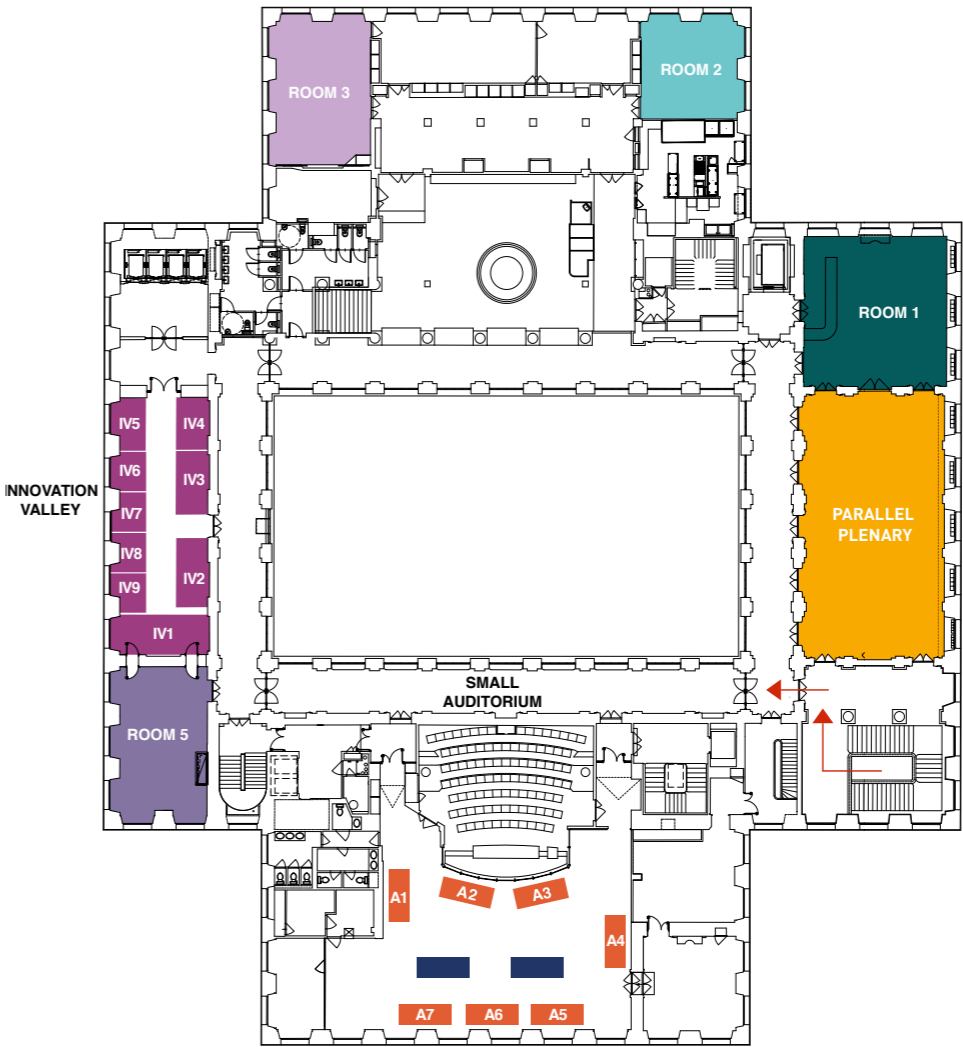 ROOM 3
ROOM 2
ROOM 1
IV5
IV4
IV6
IV3
INNOVATION
VALLEY
IV7
PARALLEL
PLENARY
IV8
IV2
IV9
IV1
SMALL
AUDITORIUM
ROOM 5
A1
A2
A3
A4
A7
A6
A5